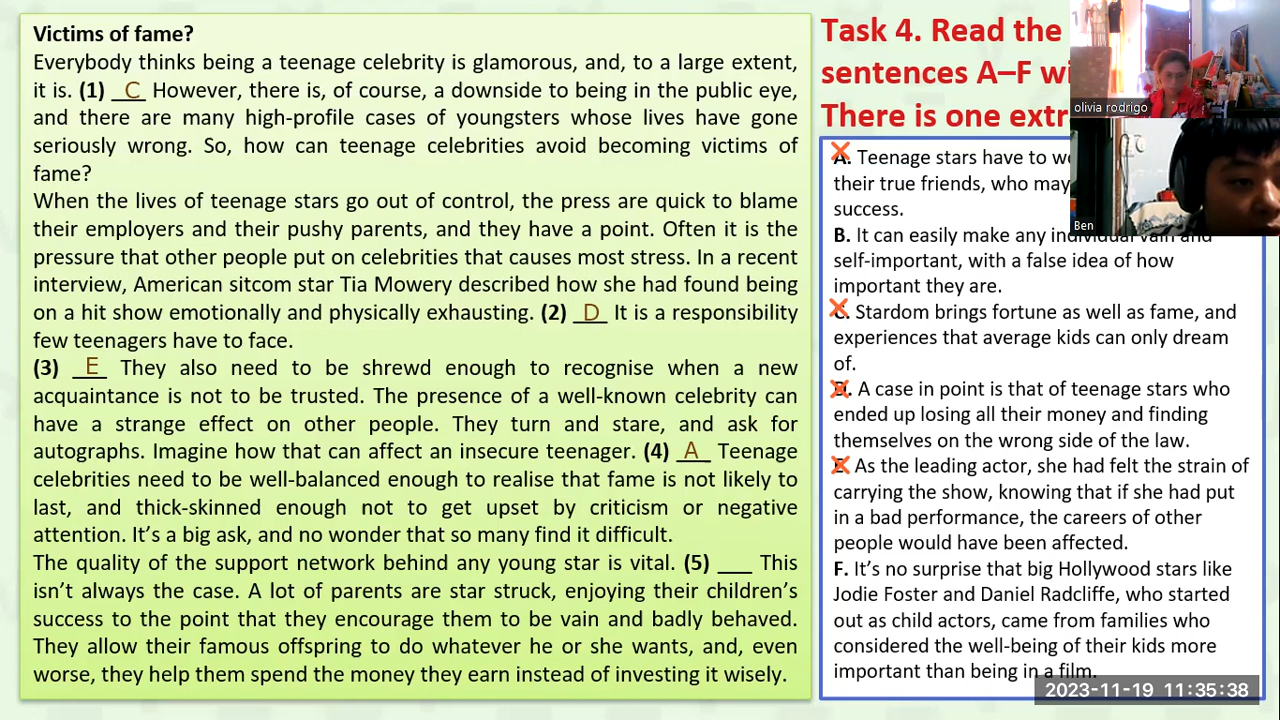 Victims of fame?
Everybody thinks being a teenage celebrity is glamorous, and, to a large extent,
it is. (1) C However, there is, of course, a downside to being in the public eye,
and there are many high-profile cases of youngsters whose lives have gone
seriously wrong. So, how can teenage celebrities avoid becoming victims of
fame?
When the lives of teenage stars go out of control, the press are quick to blame
their employers and their pushy parents, and they have a point. Often it is the
pressure that other people put on celebrities that causes most stress. In a recent
interview, American sitcom star Tia Mowery described how she had found being
on a hit show emotionally and physically exhausting. (2) D It is a responsibility
few teenagers have to face.
(3) E They also need to be shrewd enough to recognise when a new
acquaintance is not to be trusted. The presence of a well-known celebrity can
have a strange effect on other people. They turn and stare, and ask for
autographs. Imagine how that can affect an insecure teenager. (4) A Teenage
celebrities need to be well-balanced enough to realise that fame is not likely to
last, and thick-skinned enough not to get upset by criticism or negative
attention. It's a big ask, and no wonder that so many find it difficult.
The quality of the support network behind any young star is vital. (5) ___ This
isn't always the case. A lot of parents are star struck, enjoying their children's
success to the point that they encourage them to be vain and badly behaved.
They allow their famous offspring to do whatever he or she wants, and, even
worse, they help them spend the money they earn instead of investing it wisely.
Task 4. Read the
sentences A–F
There is one
A. Teenage stars have to
their true friends, who may
success.
B. It can easily make any individual vain and
self-important, with a false idea of how
important they are.
C. Stardom brings fortune as well as fame, and
experiences that average kids can only dream
of.
D. A case in point is that of teenage stars who
ended up losing all their money and finding
themselves on the wrong side of the law.
E. As the leading actor, she had felt the strain of
carrying the show, knowing that if she had put
in a bad performance, the careers of other
people would have been affected.
F. It's no surprise that big Hollywood stars like
Jodie Foster and Daniel Radcliffe, who started
out as child actors, came from families who
considered the well-being of their kids more
important than being in a film.
olivia rodrigo
Ben
2023-11-19 11:35:38